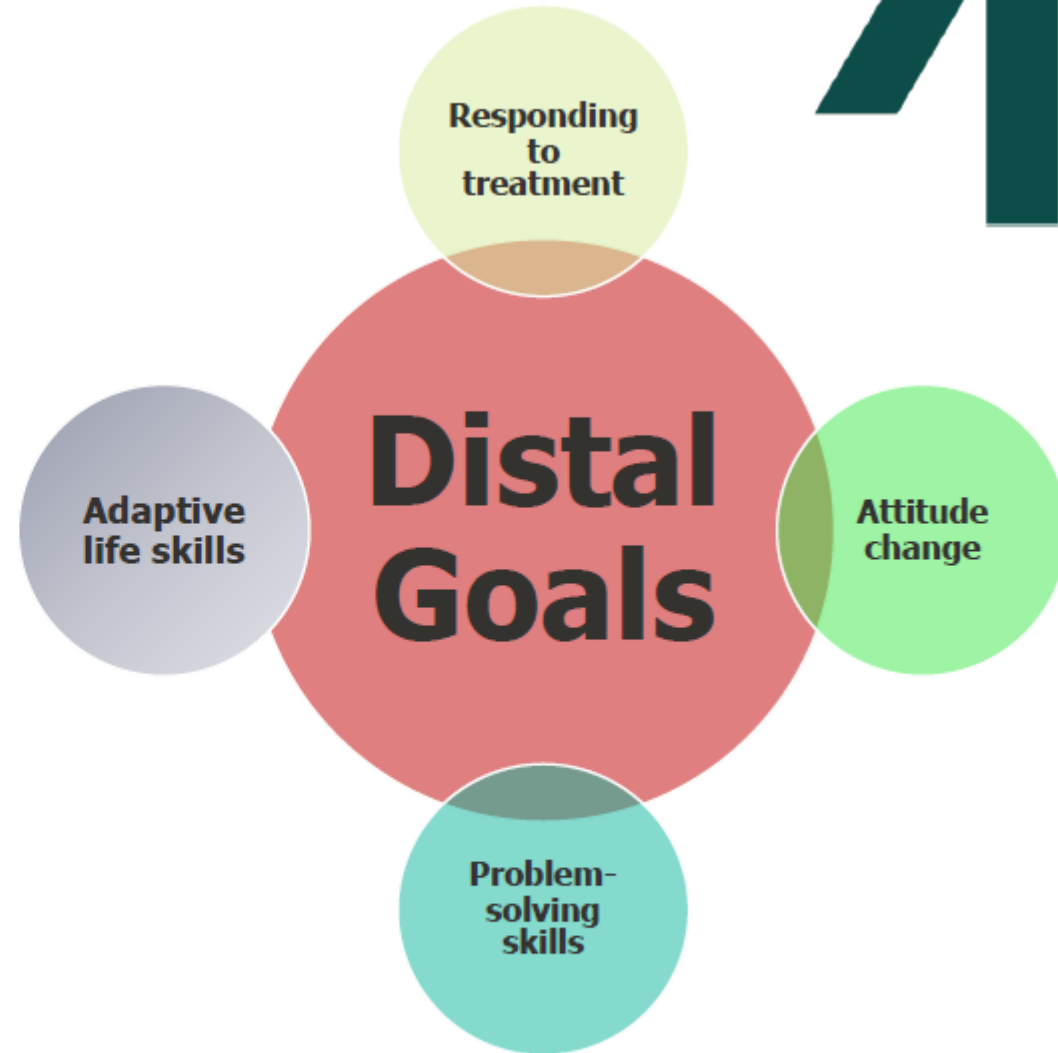 Responding
to
treatment
Distal
Goals
Adaptive
life skills
Attitude
change
Problem-
solving
skills